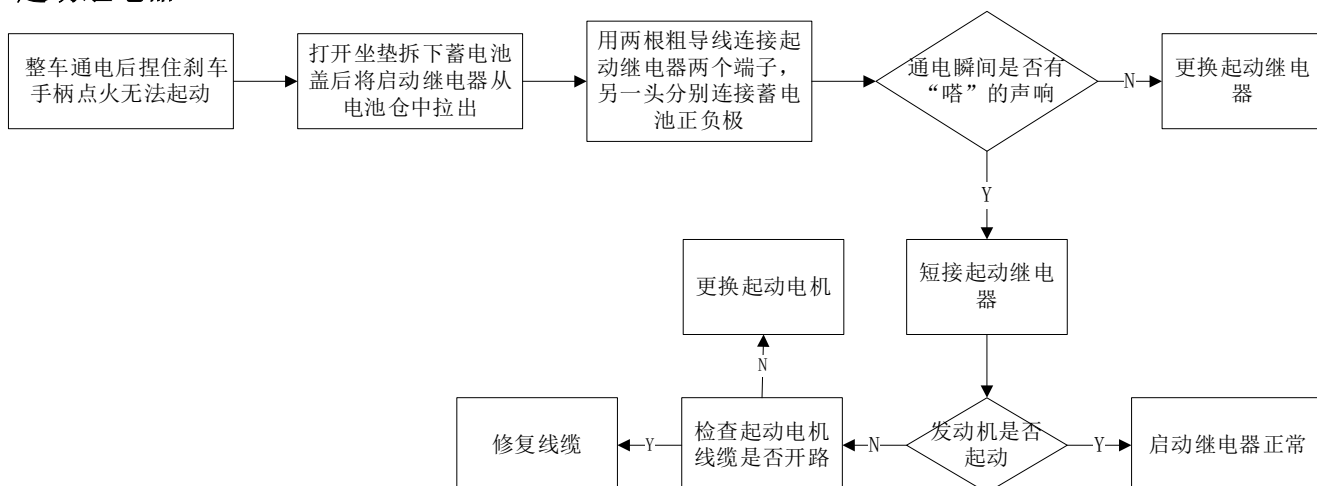 整车通电后捏住刹车
手柄点火无法起动
打开坐垫拆下蓄电池
盖后将启动继电器从
电池仓中拉出
用两根粗导线连接起
动继电器两个端子，
另一头分别连接蓄电
池正负极
通电瞬间是否有
“嗒”的声响
N
更换起动继电
器
Y
更换起动电机
短接起动继电
器
N
修复线缆
Y
检查起动电机
线缆是否开路
N
发动机是否
起动
Y
启动继电器正常